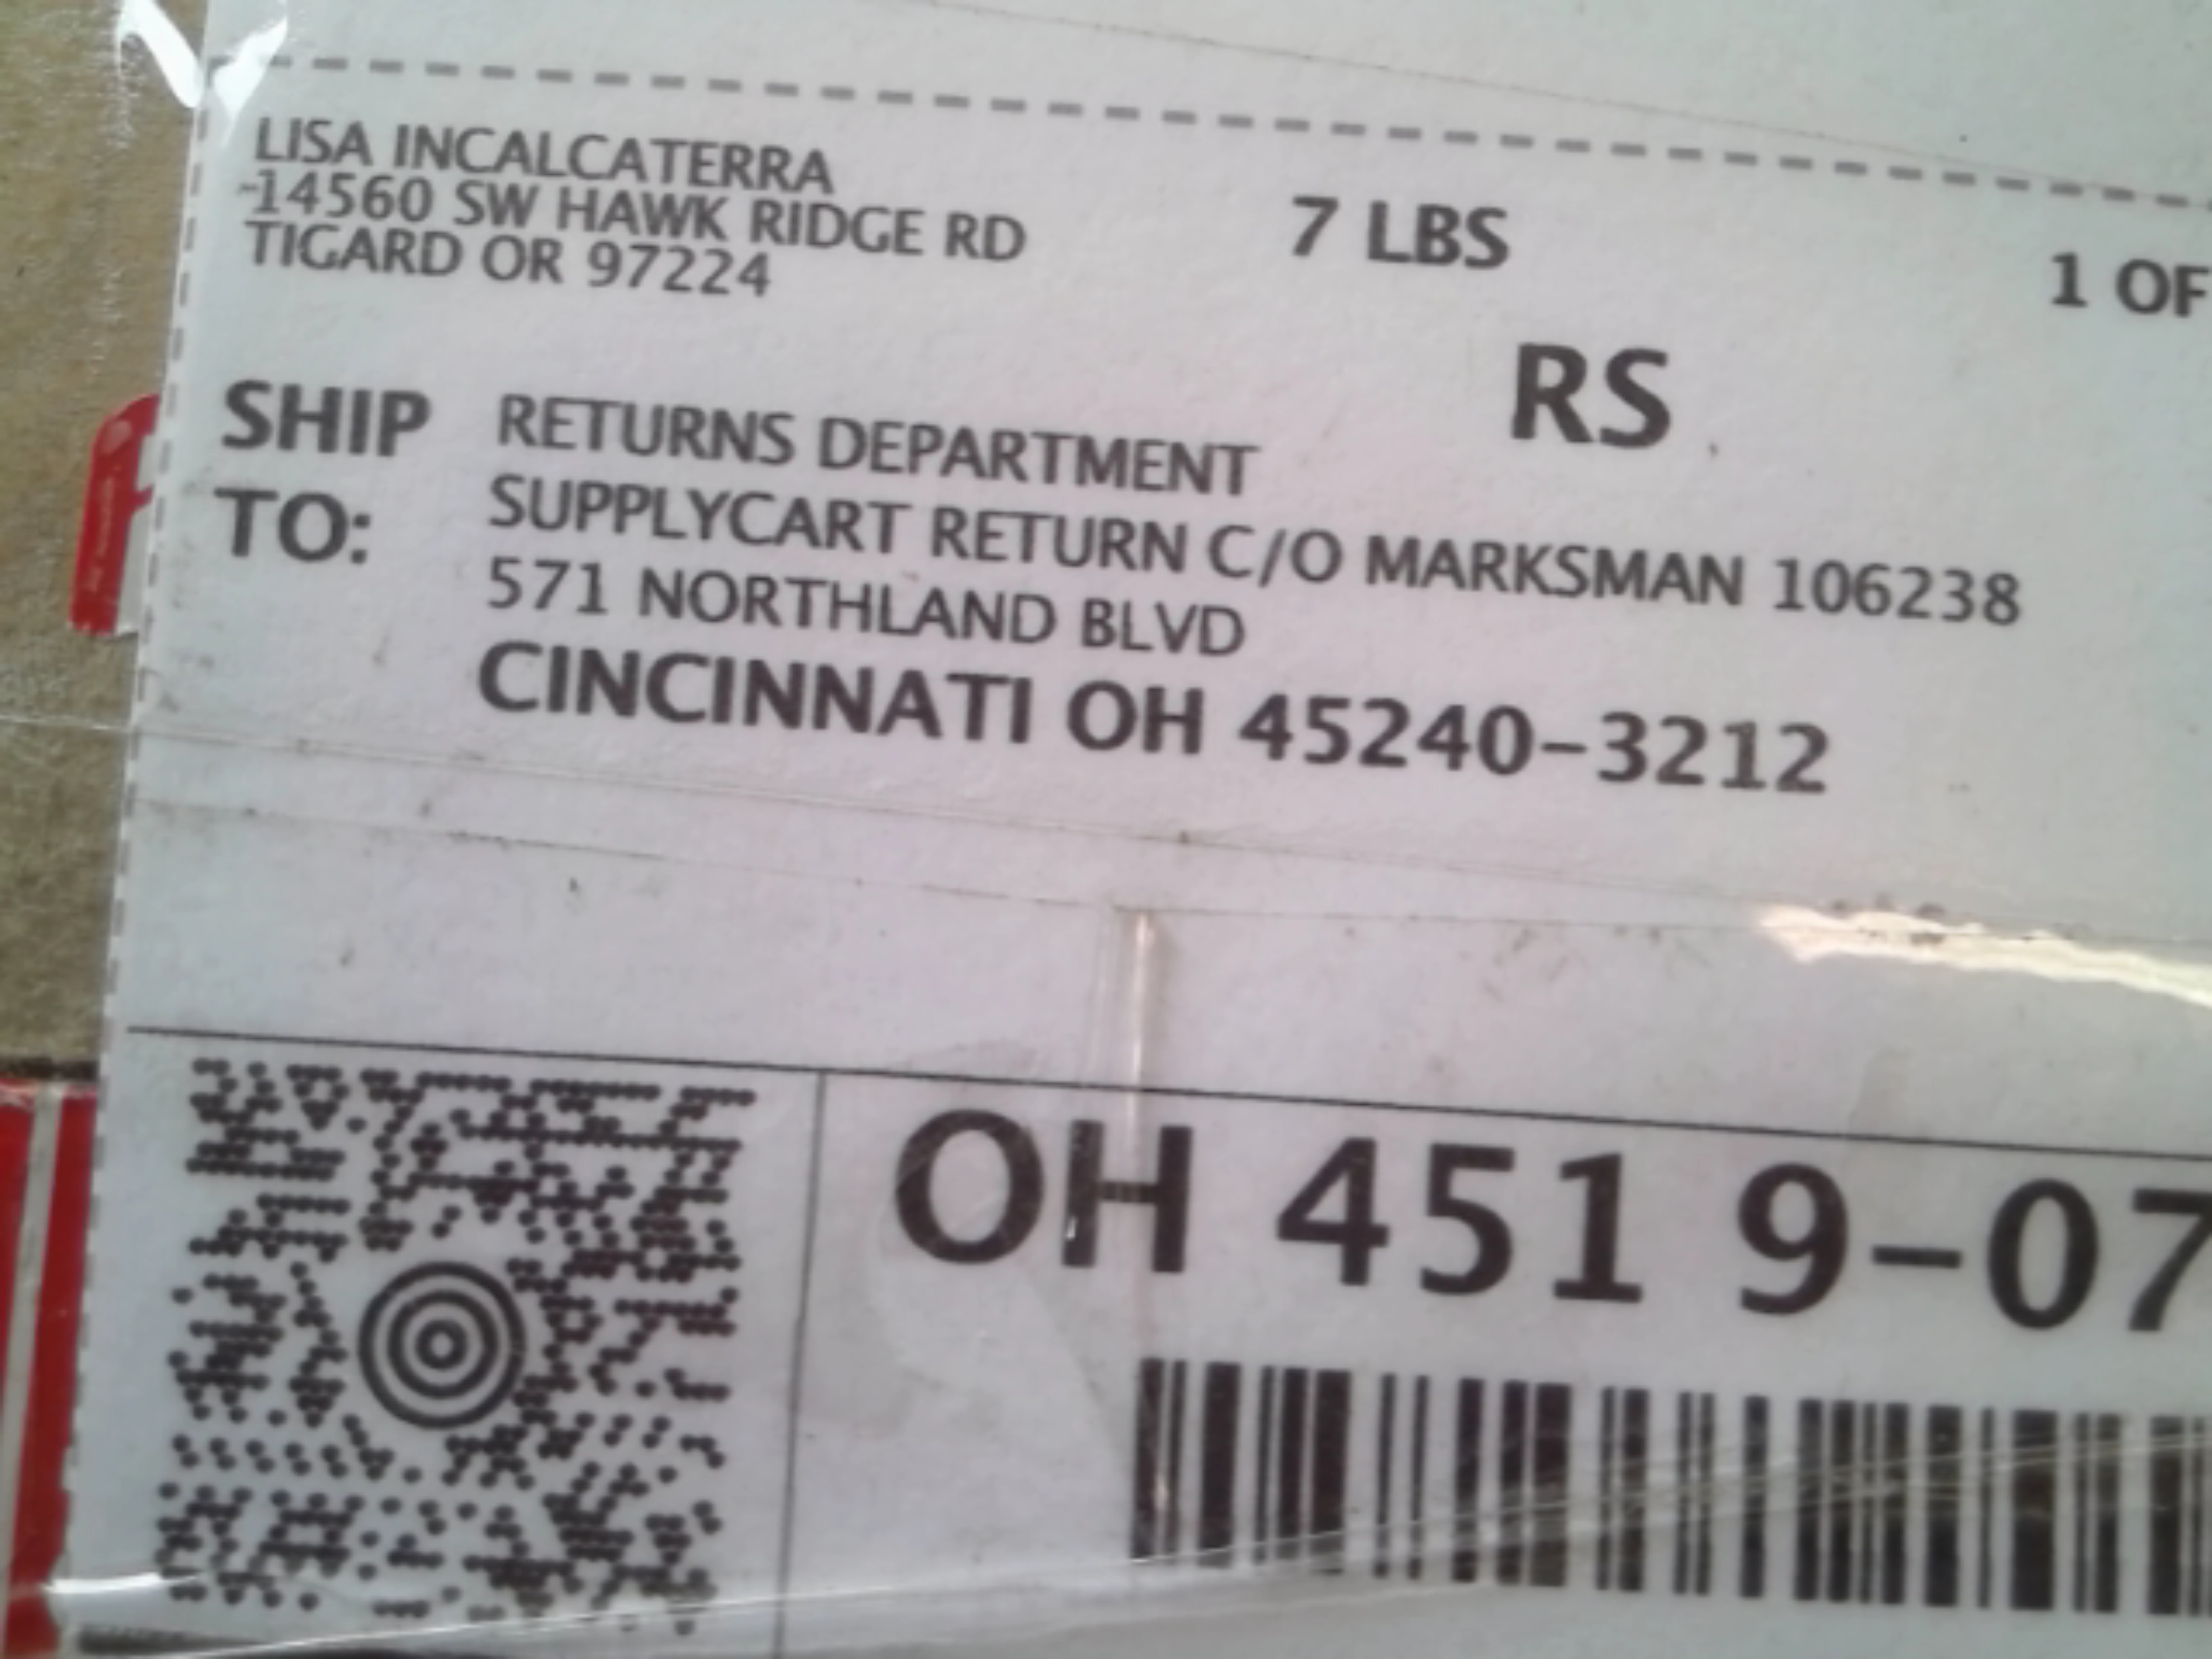 LISA INCALCATERRA
14560 SW HAWK RIDGE RD
TIGARD OR 97224
7 LBS
1 OF
RS
SHIP TO:
RETURNS DEPARTMENT
SUPPLYCART RETURN C/O MARKSMAN 106238
571 NORTHLAND BLVD
CINCINNATI OH 45240-3212
OH 451 9-07